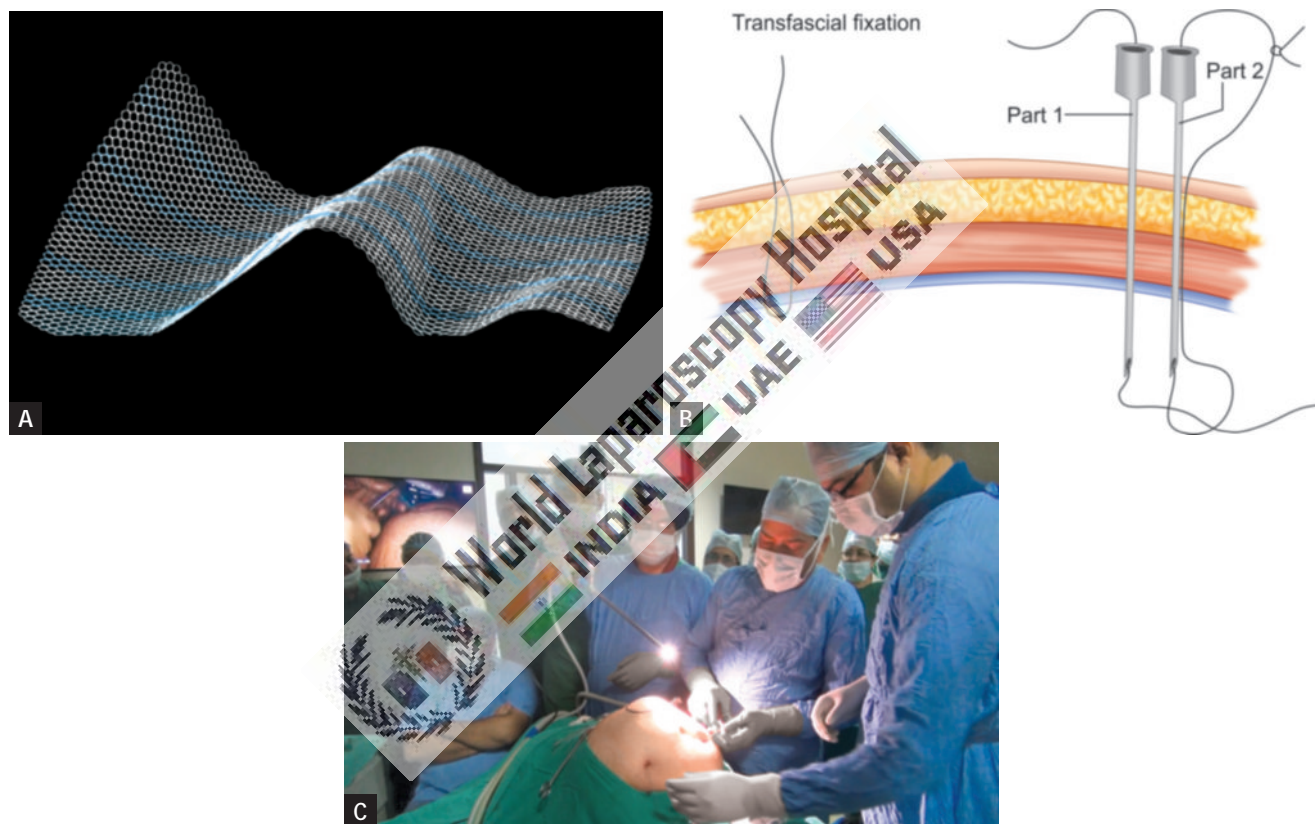 Transfascial fixation
Part 1
Part 2
A
B
World Laparoscopy Hospital
INDIA
UAE
USA
C